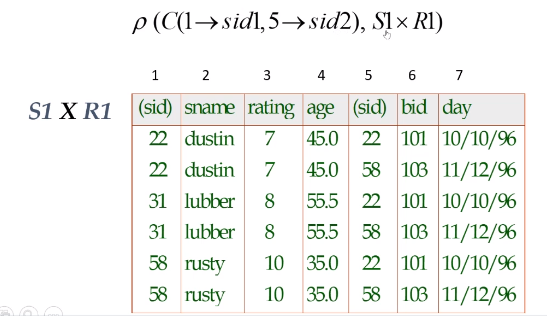 ρ (C(1→sid1, 5→sid2), S1 × R1)
1 2 3 4 5 6 7
S1 X R1
(sid) sname rating age (sid) bid day
22 dustin 7 45.0 22 101 10/10/96
22 dustin 7 45.0 58 103 11/12/96
31 lubber 8 55.5 22 101 10/10/96
31 lubber 8 55.5 58 103 11/12/96
58 rusty 10 35.0 22 101 10/10/96
58 rusty 10 35.0 58 103 11/12/96